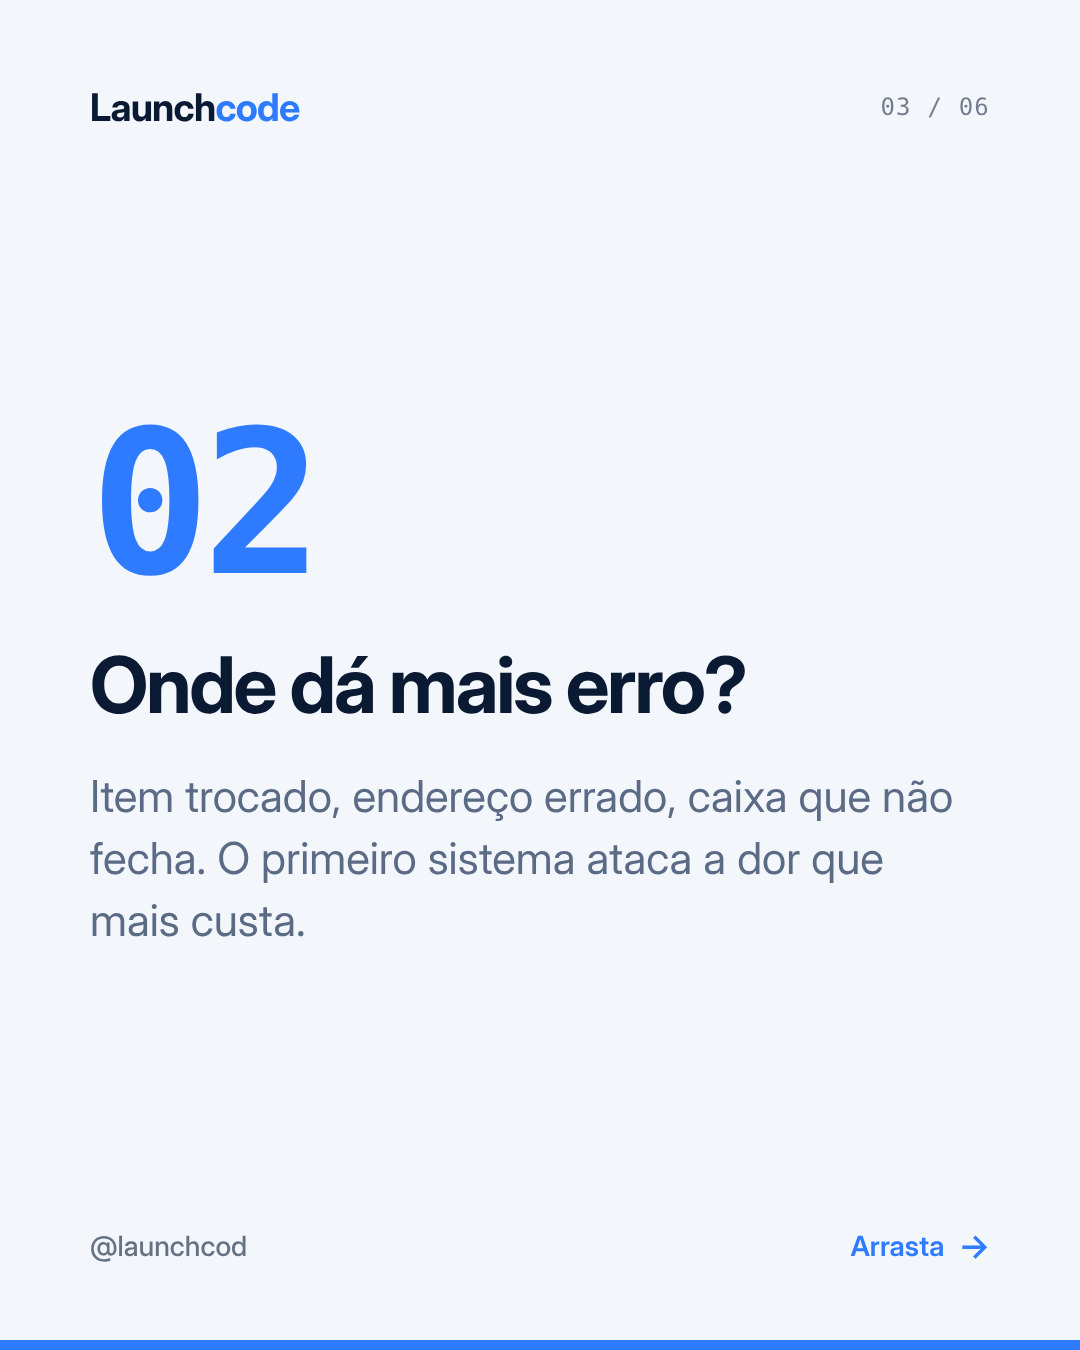 Launchcode
03 / 06
02
Onde dá mais erro?
Item trocado, endereço errado, caixa que não
fecha. O primeiro sistema ataca a dor que
mais custa.
@launchcod
Arrasta →